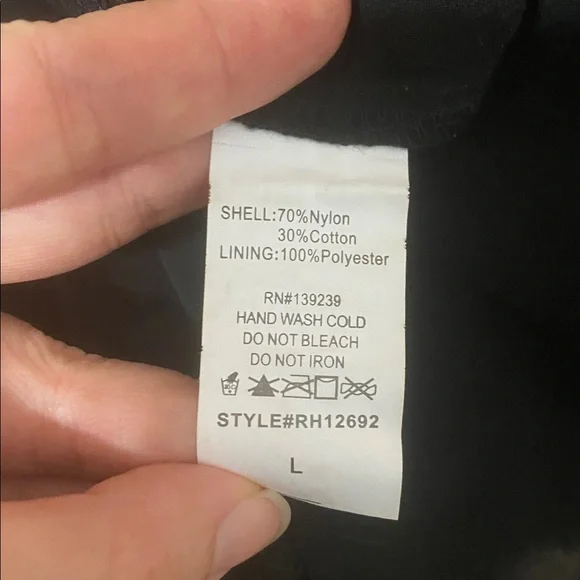 SHELL:70%Nylon
30%Cotton
LINING:100%Polyester
RN#139239
HAND WASH COLD
DO NOT BLEACH
DO NOT IRON
STYLE#RH12692
L